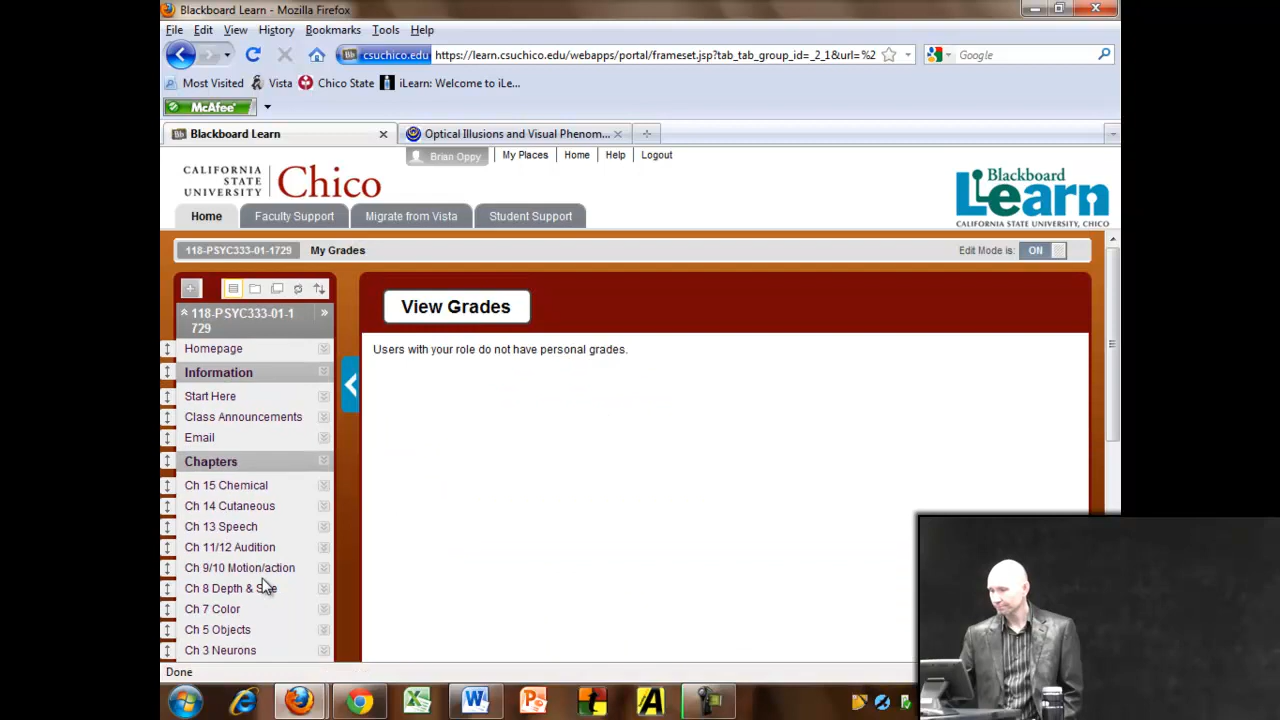 Blackboard Learn - Mozilla Firefox
File Edit View History Bookmarks Tools Help
csuchico.edu https://learn.csuchico.edu/webapps/portal/frameset.jsp?tab_tab_group_id=_2_1&url=%2 Google
Most Visited Vista Chico State iLearn: Welcome to iLe...
McAfee
Blackboard Learn Optical Illusions and Visual Phenom...
Brian Oppy My Places Home Help Logout
CALIFORNIA
STATE
UNIVERSITY
Chico
Blackboard
Learn
CALIFORNIA STATE UNIVERSITY, CHICO
Home Faculty Support Migrate from Vista Student Support
118-PSYC333-01-1729 My Grades Edit Mode is: ON
118-PSYC333-01-1
729
Homepage
Information
Start Here
Class Announcements
Email
Chapters
Ch 15 Chemical
Ch 14 Cutaneous
Ch 13 Speech
Ch 11/12 Audition
Ch 9/10 Motion/action
Ch 8 Depth & Size
Ch 7 Color
Ch 5 Objects
Ch 3 Neurons
View Grades
Users with your role do not have personal grades.
Done